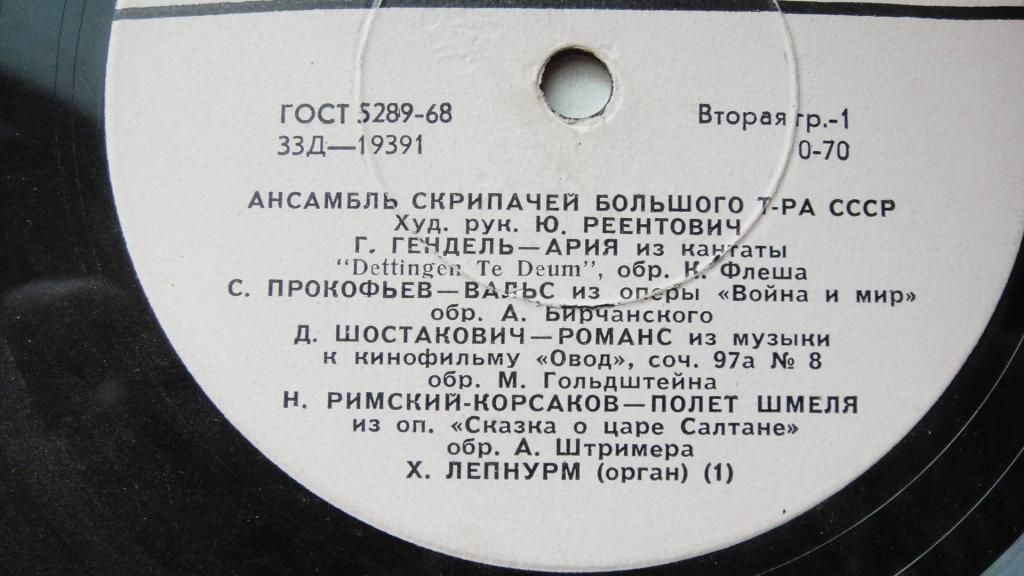 ГОСТ 5289-68
Вторая гр.-1
33Д—19391
0-70
АНСАМБЛЬ СКРИПАЧЕЙ БОЛЬШОГО Т-РА СССР
Худ. рук. Ю. РЕЕНТОВИЧ
Г. ГЕНДЕЛЬ—АРИЯ из кантаты
"Dettingen Te Deum", обр. К. Флеша
С. ПРОКОФЬЕВ—ВАЛЬС из оперы «Война и мир»
обр. А. Бирчанского
Д. ШОСТАКОВИЧ—РОМАНС из музыки
к кинофильму «Овод», соч. 97а № 8
обр. М. Гольдштейна
Н. РИМСКИЙ-КОРСАКОВ—ПОЛЕТ ШМЕЛЯ
из оп. «Сказка о царе Салтане»
обр. А. Штримера
Х. ЛЕПНУРМ (орган) (1)